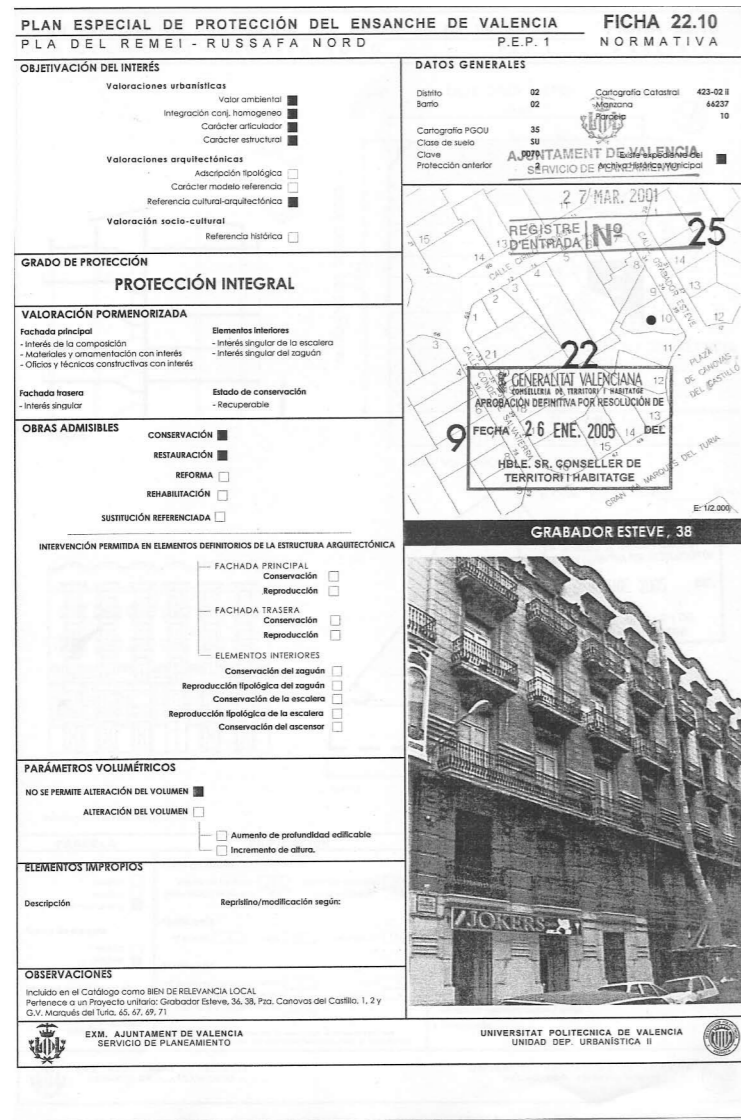 PLAN ESPECIAL DE PROTECCIÓN DEL ENSANCHE DE VALENCIA
PLA DEL REMEI - RUSSAFA NORD P.E.P. 1
FICHA 22.10
NORMATIVA
OBJETIVACIÓN DEL INTERÉS
Valoraciones urbanísticas
Valor ambiental
Integración conj. homogeneo
Carácter articulador
Carácter estructural
Valoraciones arquitectónicas
Adscripción tipológica
Carácter modelo referencia
Referencia cultural-arquitectónica
Valoración socio-cultural
Referencia histórica
GRADO DE PROTECCIÓN
PROTECCIÓN INTEGRAL
VALORACIÓN PORMENORIZADA
Fachada principal
- Interés de la composición
- Materiales y ornamentación con interés
- Oficios y técnicas constructivas con interés
Elementos interiores
- Interés singular de la escalera
- Interés singular del zaguán
Fachada trasera
- Interés singular
Estado de conservación
- Recuperable
OBRAS ADMISIBLES
CONSERVACIÓN
RESTAURACIÓN
REFORMA
REHABILITACIÓN
SUSTITUCIÓN REFERENCIADA
INTERVENCIÓN PERMITIDA EN ELEMENTOS DEFINITORIOS DE LA ESTRUCTURA ARQUITECTÓNICA
FACHADA PRINCIPAL
Conservación
Reproducción
FACHADA TRASERA
Conservación
Reproducción
ELEMENTOS INTERIORES
Conservación del zaguán
Reproducción tipológica del zaguán
Conservación de la escalera
Reproducción tipológica de la escalera
Conservación del ascensor
PARÁMETROS VOLUMÉTRICOS
NO SE PERMITE ALTERACIÓN DEL VOLUMEN
ALTERACIÓN DEL VOLUMEN
Aumento de profundidad edificable
Incremento de altura.
ELEMENTOS IMPROPIOS
Descripción Repristino/modificación según:
OBSERVACIONES
Incluido en el Catálogo como BIEN DE RELEVANCIA LOCAL
Pertenece a un Proyecto unitario: Grabador Esteve, 36, 38, Pza. Canovas del Castillo, 1, 2 y
G.V. Marqués del Turia, 65, 67, 69, 71
DATOS GENERALES
Distrito 02 Cartografía Catastral 423-02 II
Barrio 02 Manzana 66237
Parcela 10
Cartografía PGOU 35
Clase de suelo SU
Clave 0070 Existe expediente del
Protección anterior 2 Archivo Histórico Municipal
AJUNTAMENT DE VALENCIA
SERVICIO DE PLANEAMIENTO
27 MAR. 2001
REGISTRE D'ENTRADA Nº 25
CALLE GRABADOR ESTEVE
PLAZA DE CANOVAS DEL CASTILLO
GRAN VIA MARQUES DEL TURIA
22
9
GENERALITAT VALENCIANA
CONSELLERIA DE TERRITORI I HABITATGE
APROBACIÓN DEFINITIVA POR RESOLUCIÓN DE
FECHA 26 ENE. 2005 DEL
HBLE. SR. CONSELLER DE
TERRITORI I HABITATGE
E: 1/2.000
GRABADOR ESTEVE, 38
JOKERS
EXM. AJUNTAMENT DE VALENCIA
SERVICIO DE PLANEAMIENTO
UNIVERSITAT POLITECNICA DE VALENCIA
UNIDAD DEP. URBANÍSTICA II